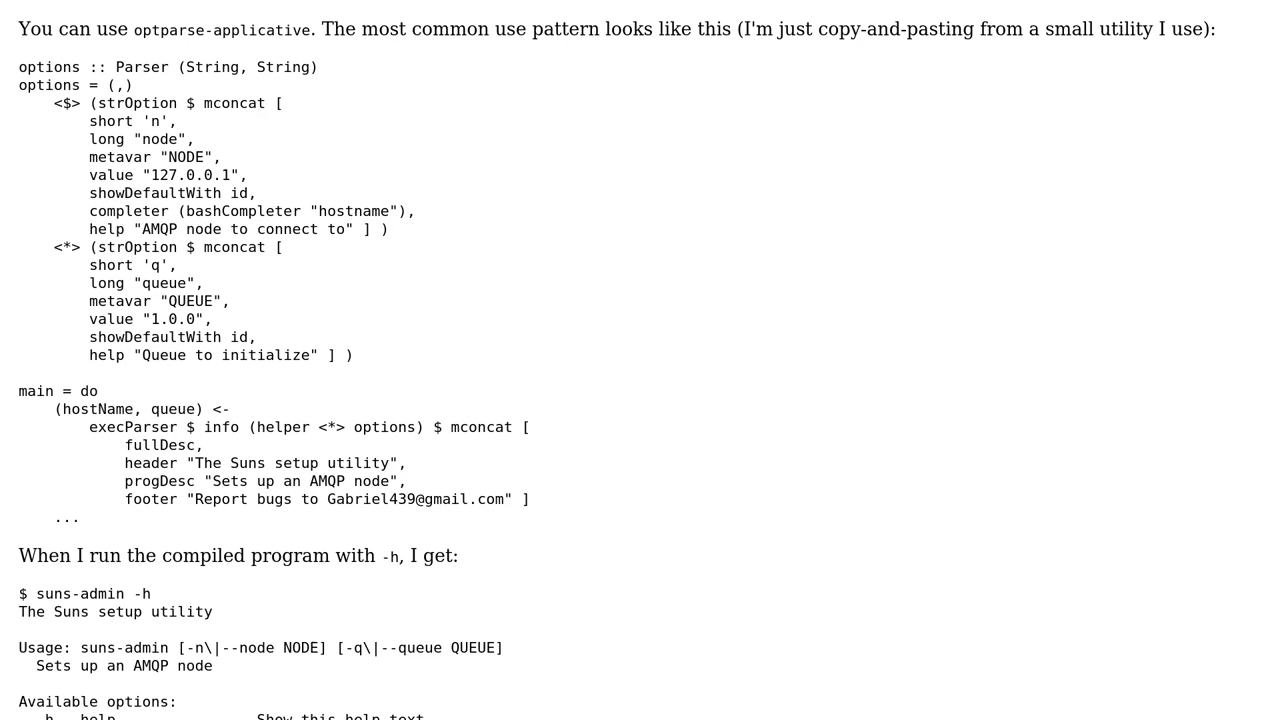 You can use optparse-applicative. The most common use pattern looks like this (I'm just copy-and-pasting from a small utility I use):
options :: Parser (String, String)
options = (,)
    <$> (strOption $ mconcat [
        short 'n',
        long "node",
        metavar "NODE",
        value "127.0.0.1",
        showDefaultWith id,
        completer (bashCompleter "hostname"),
        help "AMQP node to connect to" ] )
    <*> (strOption $ mconcat [
        short 'q',
        long "queue",
        metavar "QUEUE",
        value "1.0.0",
        showDefaultWith id,
        help "Queue to initialize" ] )
main = do
    (hostName, queue) <-
        execParser $ info (helper <*> options) $ mconcat [
            fullDesc,
            header "The Suns setup utility",
            progDesc "Sets up an AMQP node",
            footer "Report bugs to Gabriel439@gmail.com" ]
    ...
When I run the compiled program with -h, I get:
$ suns-admin -h
The Suns setup utility
Usage: suns-admin [-n\|--node NODE] [-q\|--queue QUEUE]
  Sets up an AMQP node
Available options:
  -h,--help                Show this help text